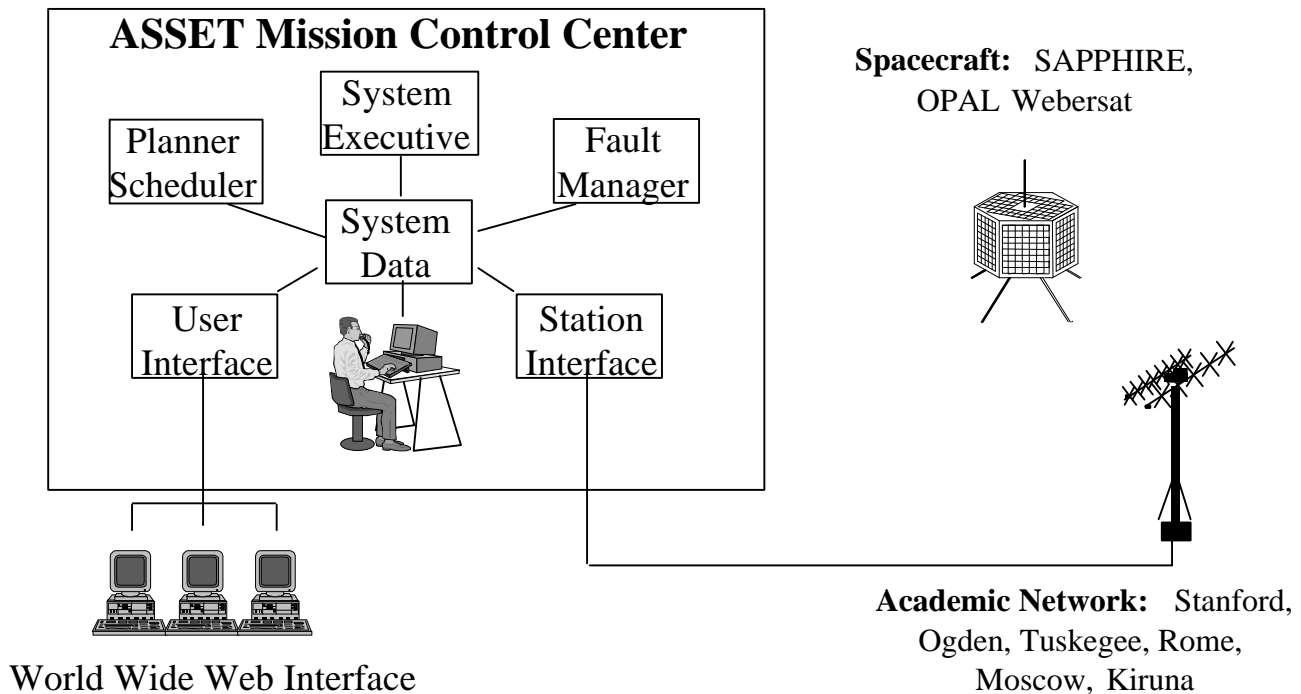 ASSET Mission Control Center
System
Executive
Planner
Scheduler
Fault
Manager
System
Data
User
Interface
Station
Interface
World Wide Web Interface
Spacecraft: SAPPHIRE,
OPAL Webersat
Academic Network: Stanford,
Ogden, Tuskegee, Rome,
Moscow, Kiruna